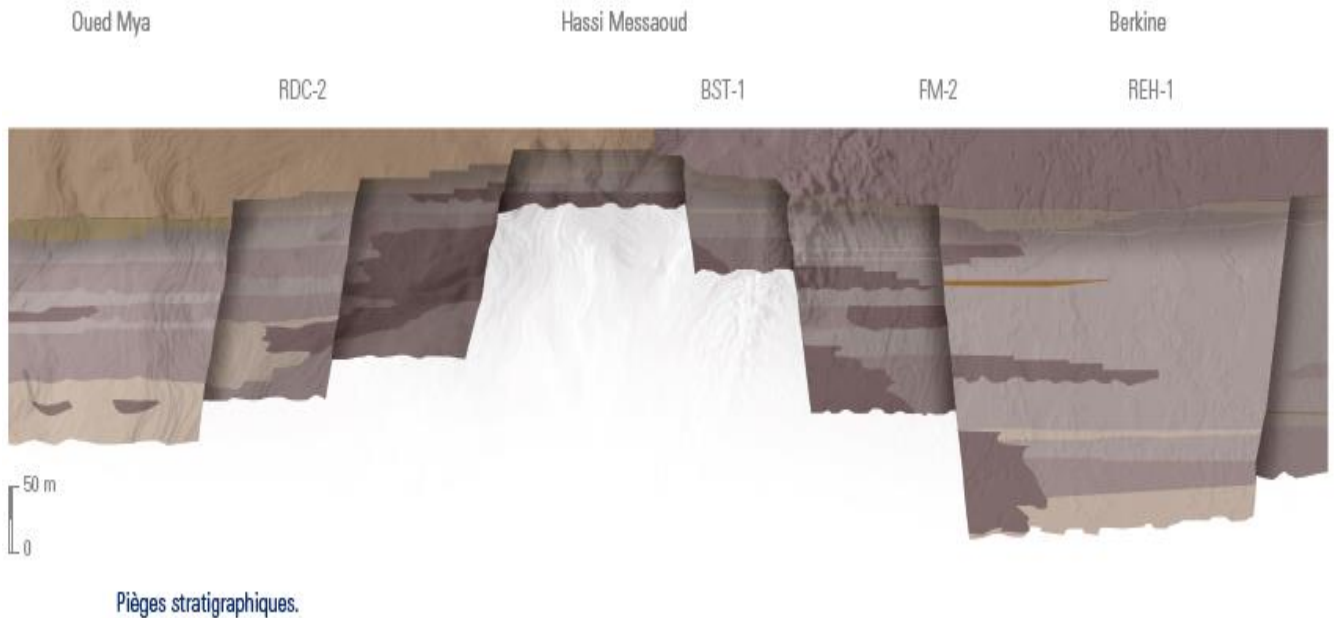 Oued Mya Hassi Messaoud Berkine
RDC-2 BST-1 FM-2 REH-1
50 m
0
Pièges stratigraphiques.